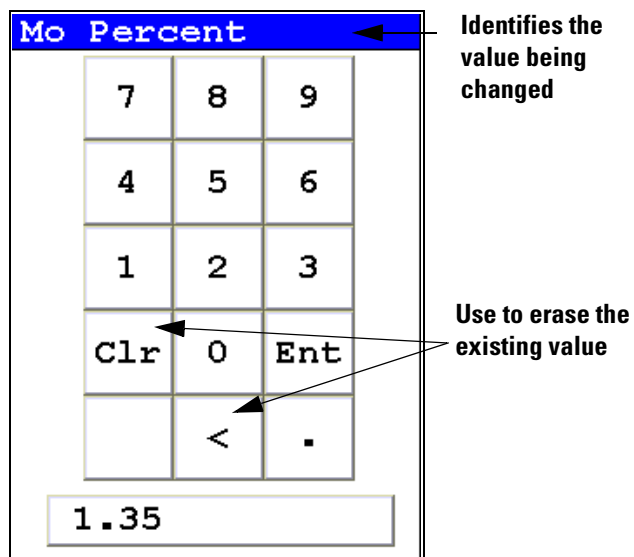 Mo Percent
Identifies the
value being
changed
7 8 9
4 5 6
1 2 3
Use to erase the
existing value
Clr 0 Ent
< .
1.35